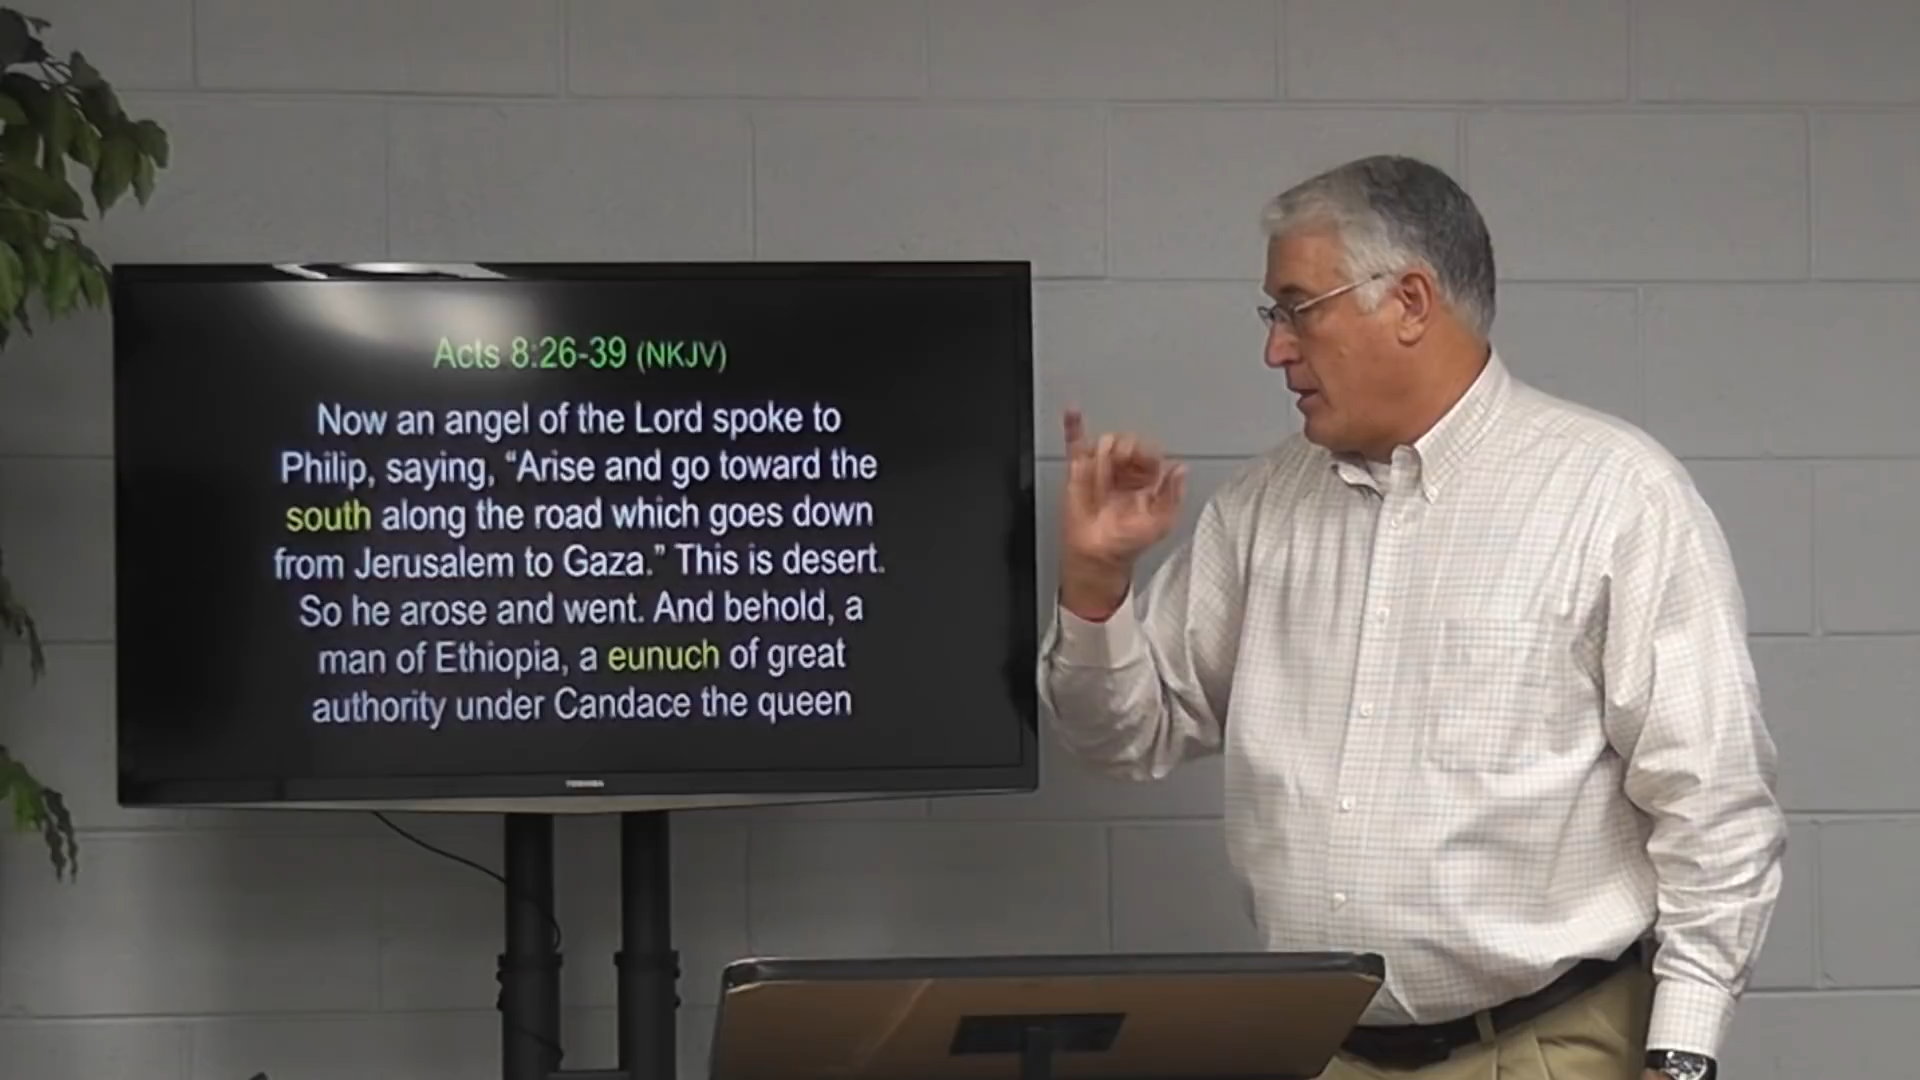 Acts 8:26-39 (NKJV)
Now an angel of the Lord spoke to
Philip, saying, “Arise and go toward the
south along the road which goes down
from Jerusalem to Gaza.” This is desert.
So he arose and went. And behold, a
man of Ethiopia, a eunuch of great
authority under Candace the queen
TOSHIBA